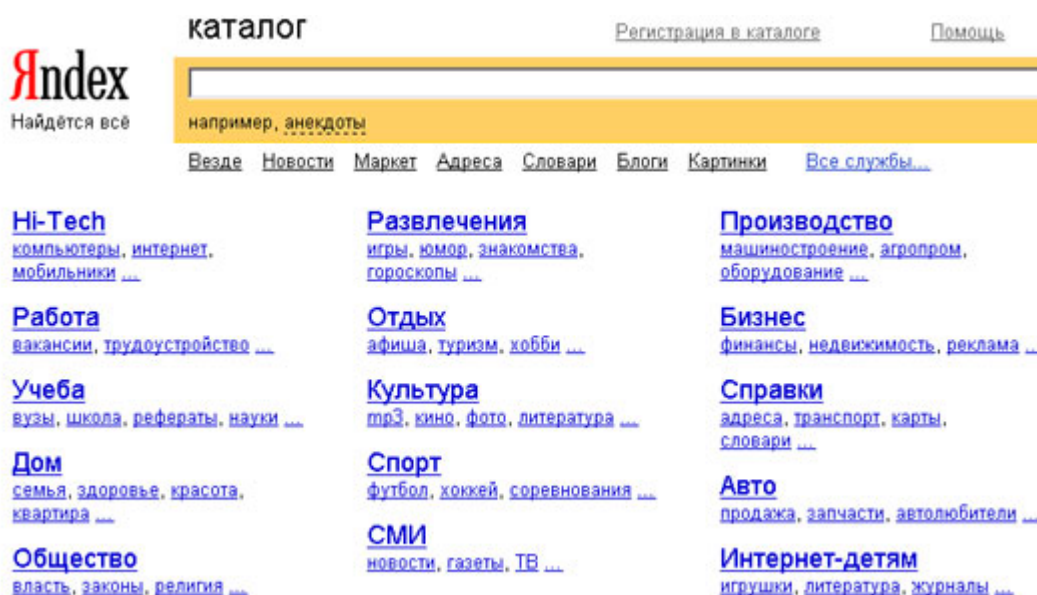 каталог
Регистрация в каталоге
Помощь
Яndex
Найдётся всё
например, анекдоты
Везде Новости Маркет Адреса Словари Блоги Картинки Все службы...
Hi-Tech
компьютеры, интернет,
мобильники ...
Работа
вакансии, трудоустройство ...
Учеба
вузы, школа, рефераты, науки ...
Дом
семья, здоровье, красота,
квартира ...
Общество
власть, законы, религия ...
Развлечения
игры, юмор, знакомства,
гороскопы ...
Отдых
афиша, туризм, хобби ...
Культура
mp3, кино, фото, литература ...
Спорт
футбол, хоккей, соревнования ...
СМИ
новости, газеты, ТВ ...
Производство
машиностроение, агропром,
оборудование ...
Бизнес
финансы, недвижимость, реклама ...
Справки
адреса, транспорт, карты,
словари ...
Авто
продажа, запчасти, автолюбители ...
Интернет-детям
игрушки, литература, журналы ...